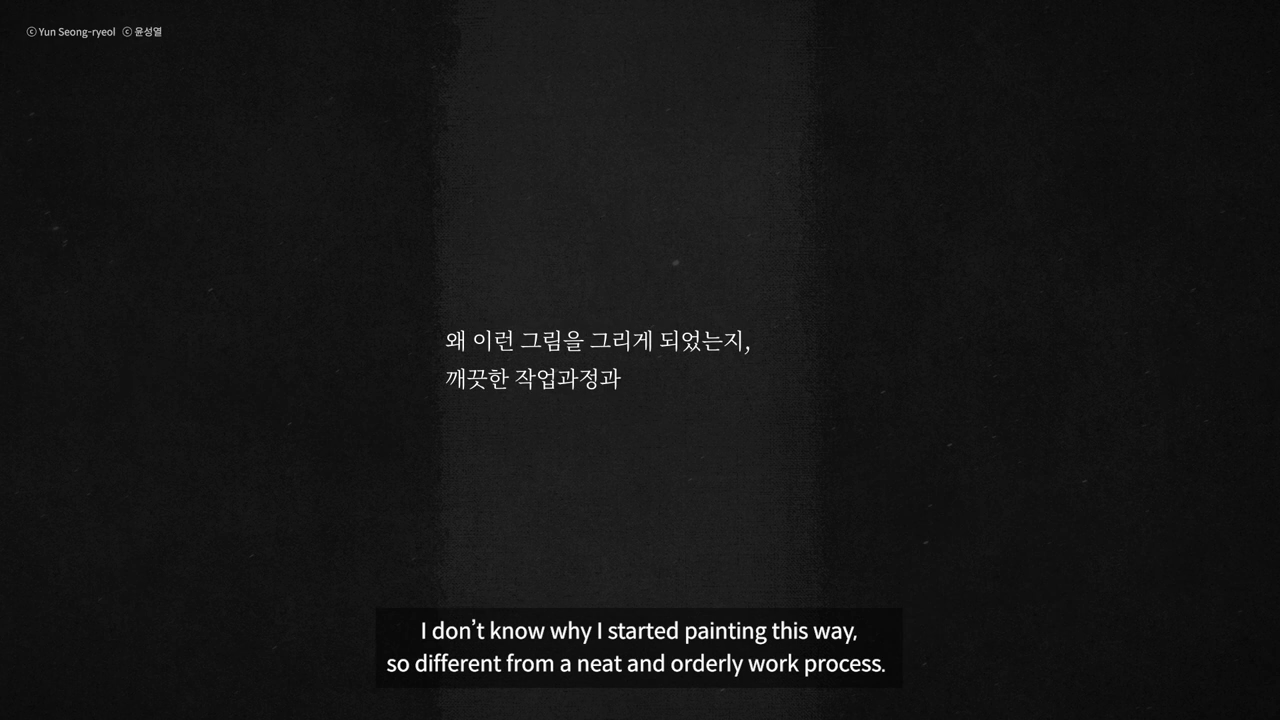 ⓒ Yun Seong-ryeol ⓒ 윤성열
왜 이런 그림을 그리게 되었는지,
깨끗한 작업과정과
I don’t know why I started painting this way,
so different from a neat and orderly work process.